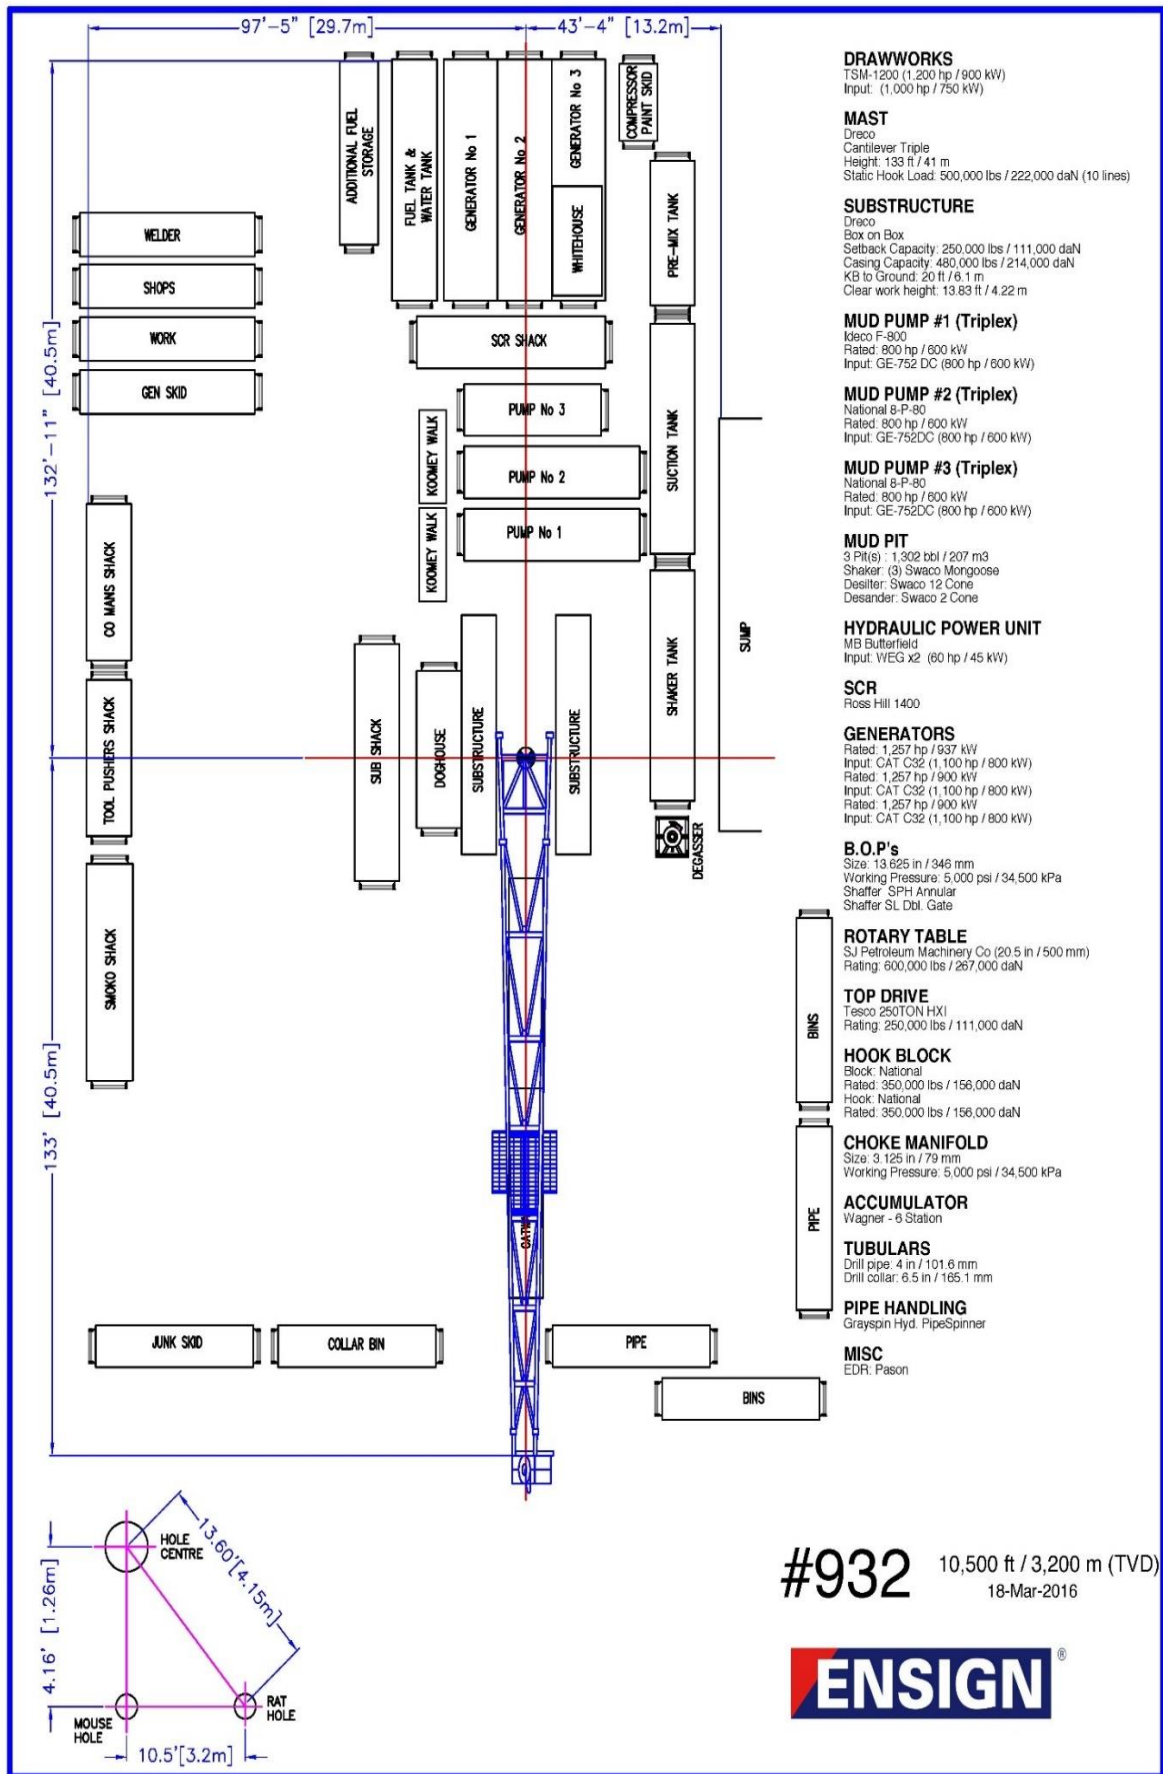 97'-5" [29.7m]
43'-4" [13.2m]
132'-11" [40.5m]
133' [40.5m]
ADDITIONAL FUEL
STORAGE
FUEL TANK &
WATER TANK
GENERATOR No 1
GENERATOR No 2
GENERATOR No 3
WHITEHOUSE
COMPRESSOR
PAINT SKID
PRE-MIX TANK
WELDER
SHOPS
WORK
GEN SKID
SCR SHACK
PUMP No 3
KOOMEY WALK
PUMP No 2
KOOMEY WALK
PUMP No 1
SUCTION TANK
CO MANS SHACK
TOOL PUSHERS SHACK
SMOKO SHACK
SUB SHACK
DOGHOUSE
SUBSTRUCTURE
SUBSTRUCTURE
SHAKER TANK
SUMP
DEGASSER
BINS
PIPE
JUNK SKID
COLLAR BIN
PIPE
BINS
DRAWWORKS
TSM-1200 (1,200 hp / 900 kW)
Input: (1,000 hp / 750 kW)
MAST
Dreco
Cantilever Triple
Height: 133 ft / 41 m
Static Hook Load: 500,000 lbs / 222,000 daN (10 lines)
SUBSTRUCTURE
Dreco
Box on Box
Setback Capacity: 250,000 lbs / 111,000 daN
Casing Capacity: 480,000 lbs / 214,000 daN
KB to Ground: 20 ft / 6.1 m
Clear work height: 13.83 ft / 4.22 m
MUD PUMP #1 (Triplex)
Ideco F-800
Rated: 800 hp / 600 kW
Input: GE-752 DC (800 hp / 600 kW)
MUD PUMP #2 (Triplex)
National 8-P-80
Rated: 800 hp / 600 kW
Input: GE-752DC (800 hp / 600 kW)
MUD PUMP #3 (Triplex)
National 8-P-80
Rated: 800 hp / 600 kW
Input: GE-752DC (800 hp / 600 kW)
MUD PIT
3 Pit(s) : 1,302 bbl / 207 m3
Shaker: (3) Swaco Mongoose
Desilter: Swaco 12 Cone
Desander: Swaco 2 Cone
HYDRAULIC POWER UNIT
MB Butterfield
Input: WEG x2 (60 hp / 45 kW)
SCR
Ross Hill 1400
GENERATORS
Rated: 1,257 hp / 937 kW
Input: CAT C32 (1,100 hp / 800 kW)
Rated: 1,257 hp / 900 kW
Input: CAT C32 (1,100 hp / 800 kW)
Rated: 1,257 hp / 900 kW
Input: CAT C32 (1,100 hp / 800 kW)
B.O.P's
Size: 13.625 in / 346 mm
Working Pressure: 5,000 psi / 34,500 kPa
Shaffer SPH Annular
Shaffer SL Dbl. Gate
ROTARY TABLE
SJ Petroleum Machinery Co (20.5 in / 500 mm)
Rating: 600,000 lbs / 267,000 daN
TOP DRIVE
Tesco 250TON HXI
Rating: 250,000 lbs / 111,000 daN
HOOK BLOCK
Block: National
Rated: 350,000 lbs / 156,000 daN
Hook: National
Rated: 350,000 lbs / 156,000 daN
CHOKE MANIFOLD
Size: 3.125 in / 79 mm
Working Pressure: 5,000 psi / 34,500 kPa
ACCUMULATOR
Wagner - 6 Station
TUBULARS
Drill pipe: 4 in / 101.6 mm
Drill collar: 6.5 in / 165.1 mm
PIPE HANDLING
Grayspin Hyd. PipeSpinner
MISC
EDR: Pason
HOLE
CENTRE
13.60'[4.15m]
4.16' [1.26m]
MOUSE
HOLE
RAT
HOLE
10.5'[3.2m]
#932
10,500 ft / 3,200 m (TVD)
18-Mar-2016
ENSIGN®